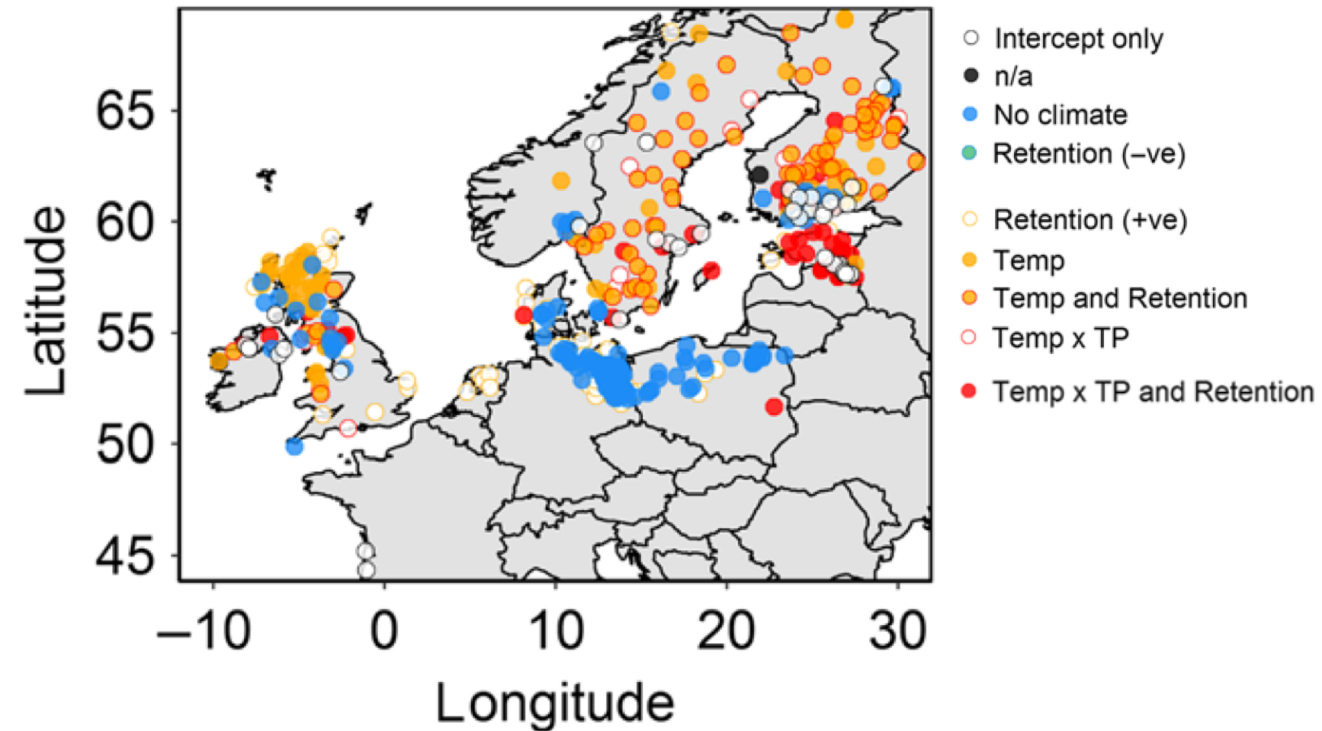 Latitude
65
60
55
50
45
–10 0 10 20 30
Longitude
Intercept only
n/a
No climate
Retention (–ve)
Retention (+ve)
Temp
Temp and Retention
Temp x TP
Temp x TP and Retention